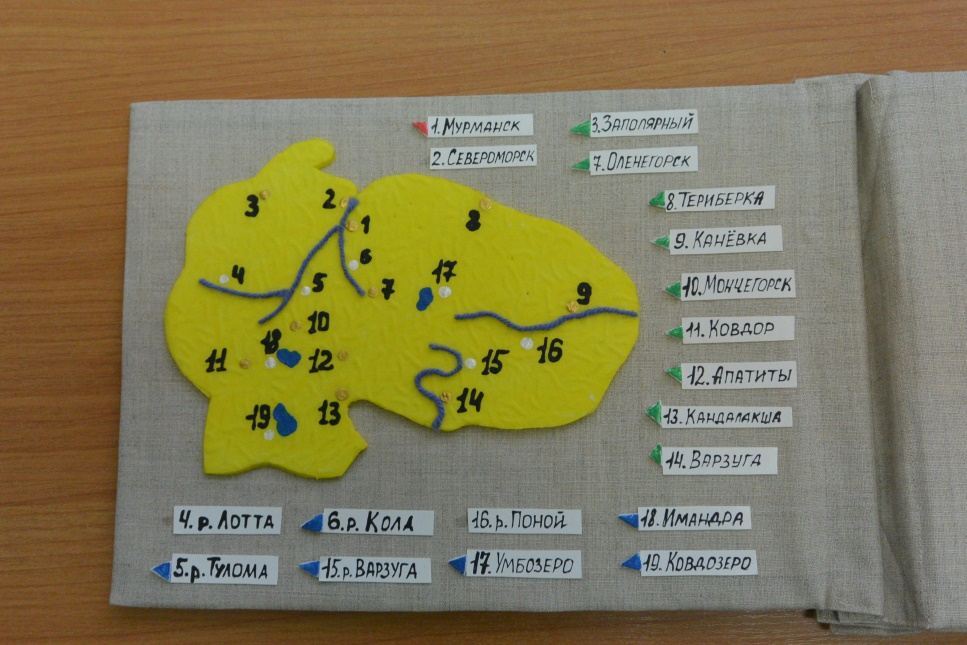 1. Мурманск
3. Заполярный
2. Североморск
7. Оленегорск
8. Териберка
9. Канёвка
10. Мончегорск
11. Ковдор
12. Апатиты
13. Кандалакша
14. Варзуга
3
2
1
8
6
4
5
7
17
9
10
18
11
12
15
16
14
13
19
4. р. Лотта
6. р. Кола
16. р. Поной
18. Имандра
5. р. Тулома
15. р. Варзуга
17. Умбозеро
19. Ковдозеро